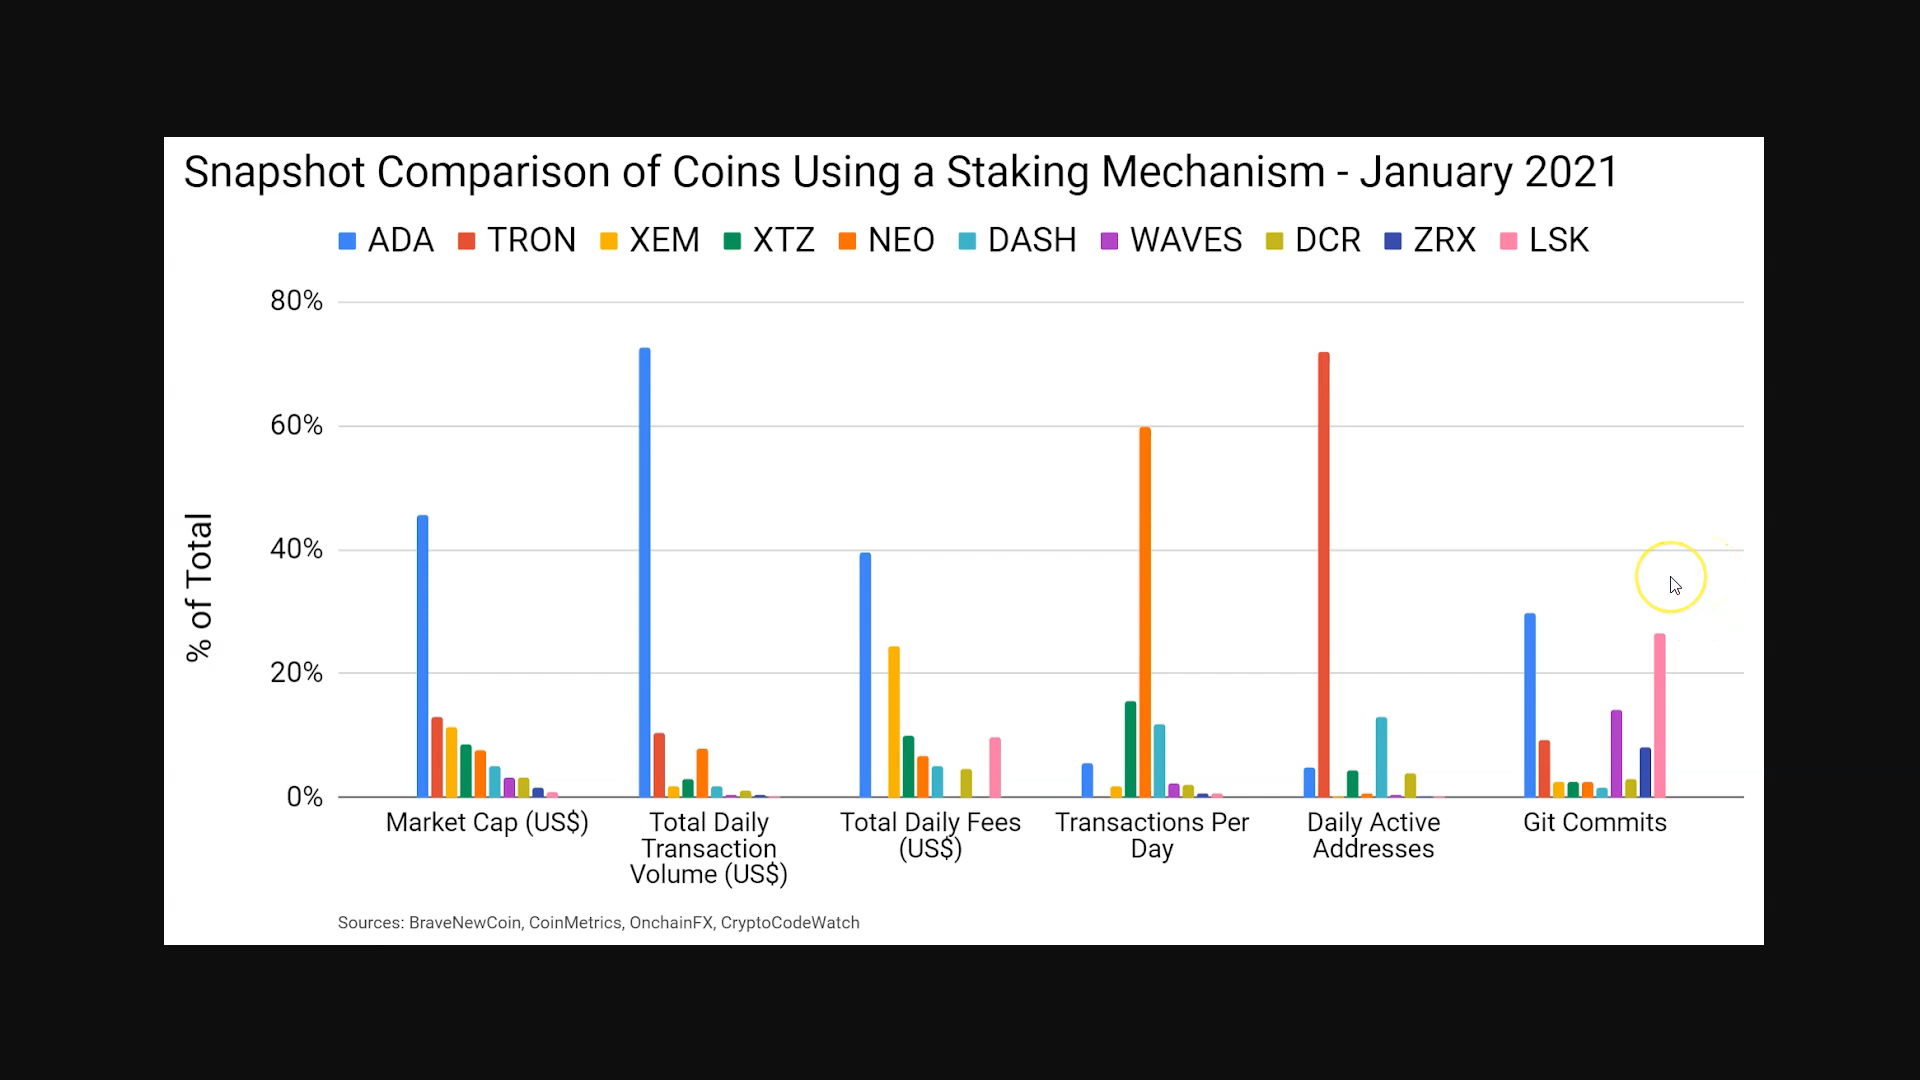 Snapshot Comparison of Coins Using a Staking Mechanism - January 2021
ADA TRON XEM XTZ NEO DASH WAVES DCR ZRX LSK
80%
60%
40%
20%
0%
% of Total
Market Cap (US$)
Total Daily
Transaction
Volume (US$)
Total Daily Fees
(US$)
Transactions Per
Day
Daily Active
Addresses
Git Commits
Sources: BraveNewCoin, CoinMetrics, OnchainFX, CryptoCodeWatch